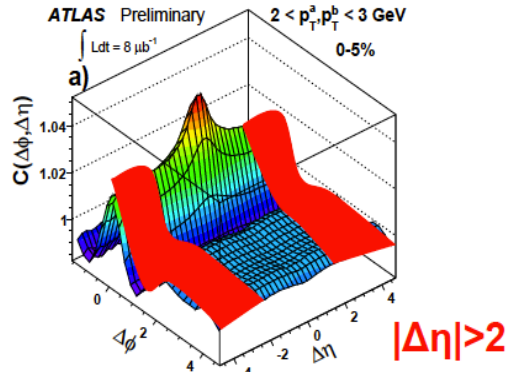 ATLAS Preliminary
2 < p_T^a, p_T^b < 3 GeV
∫ Ldt = 8 μb⁻¹
0-5%
a)
C(Δϕ,Δη)
1.04
1.02
1
0
2
4
Δϕ
-4
-2
0
2
4
Δη
|Δη|>2